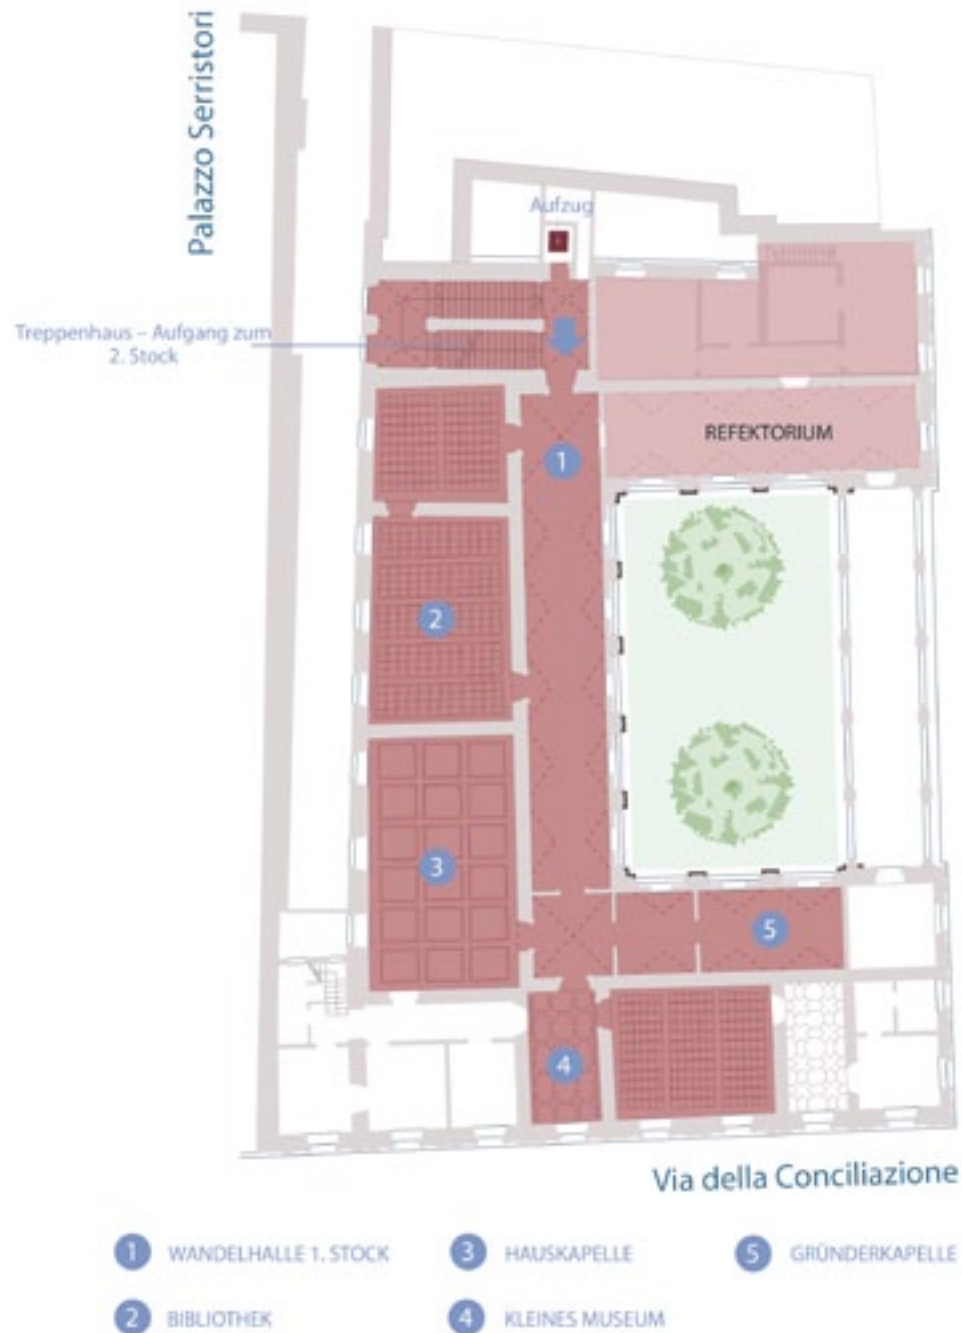 Palazzo Serristori
Aufzug
Treppenhaus – Aufgang zum
2. Stock
REFEKTORIUM
1
2
3
5
4
Via della Conciliazione
1 WANDELHALLE 1. STOCK
3 HAUSKAPELLE
5 GRÜNDERKAPELLE
2 BIBLIOTHEK
4 KLEINES MUSEUM